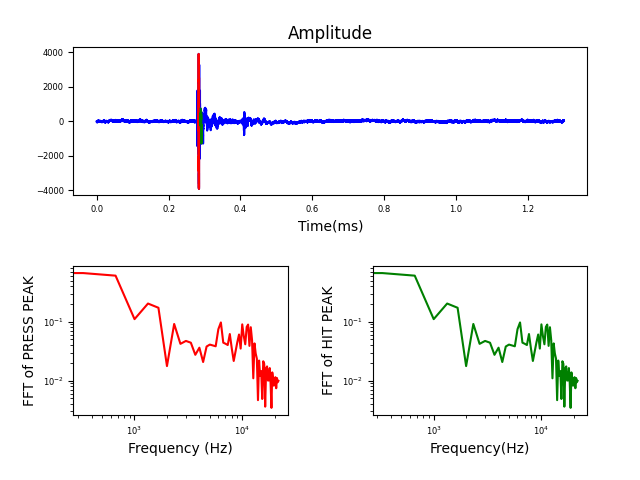 Amplitude
4000
2000
0
−2000
−4000
0.0 0.2 0.4 0.6 0.8 1.0 1.2
Time(ms)
FFT of PRESS PEAK
10⁻¹
10⁻²
10³ 10⁴
Frequency (Hz)
FFT of HIT PEAK
10⁻¹
10⁻²
10³ 10⁴
Frequency(Hz)